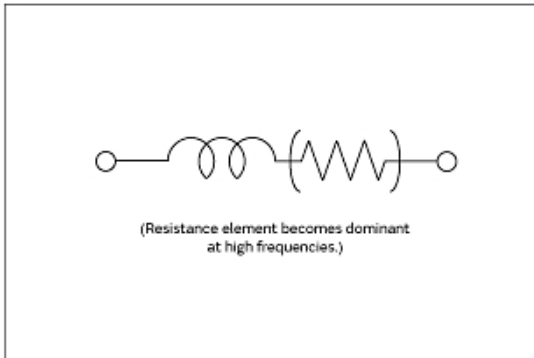 (Resistance element becomes dominant
at high frequencies.)